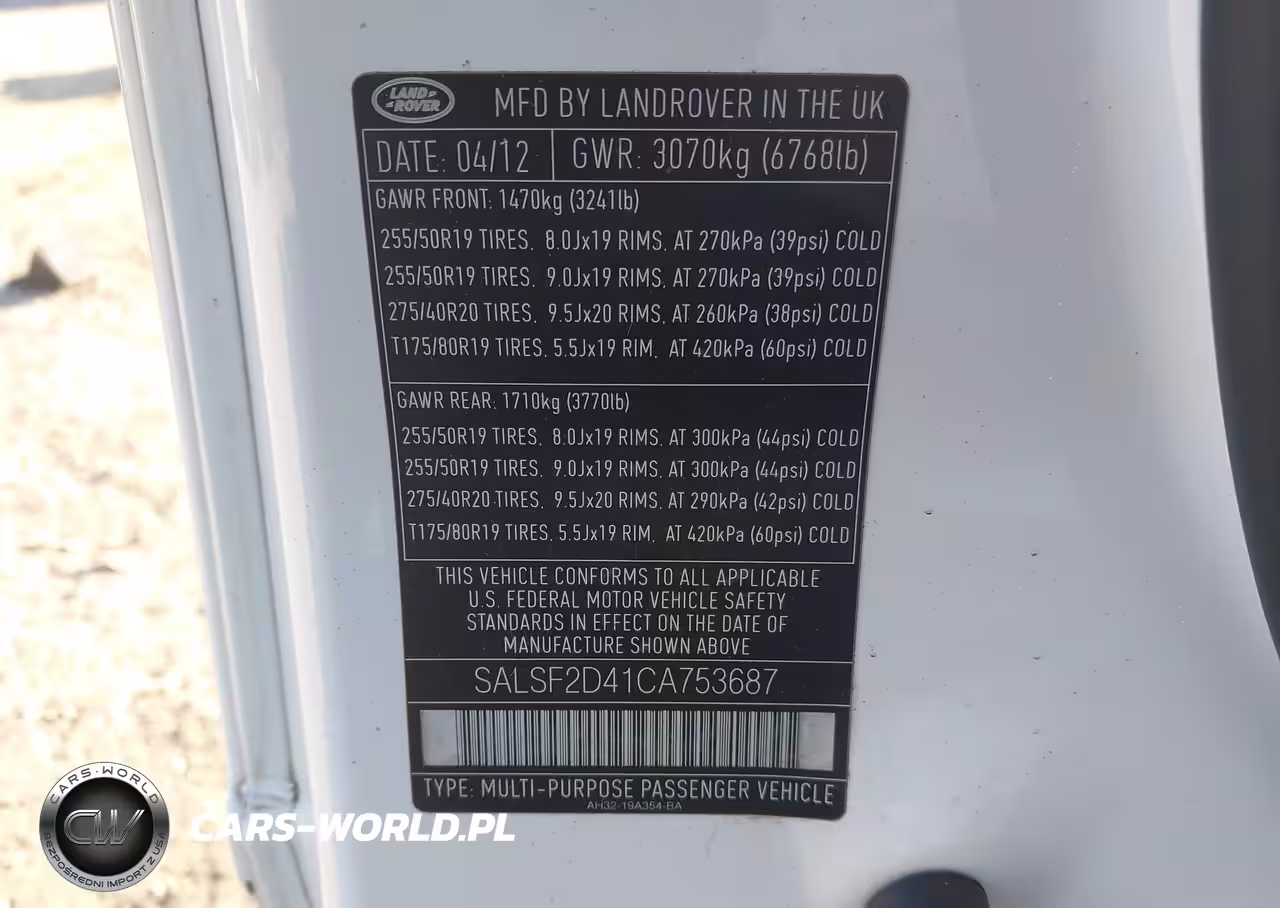 LAND ROVER
MFD BY LANDROVER IN THE UK
DATE: 04/12
GWR: 3070kg (6768lb)
GAWR FRONT: 1470kg (3241lb)
255/50R19 TIRES, 8.0Jx19 RIMS, AT 270kPa (39psi) COLD
255/50R19 TIRES, 9.0Jx19 RIMS, AT 270kPa (39psi) COLD
275/40R20 TIRES, 9.5Jx20 RIMS, AT 260kPa (38psi) COLD
T175/80R19 TIRES, 5.5Jx19 RIM, AT 420kPa (60psi) COLD
GAWR REAR: 1710kg (3770lb)
255/50R19 TIRES, 8.0Jx19 RIMS, AT 300kPa (44psi) COLD
255/50R19 TIRES, 9.0Jx19 RIMS, AT 300kPa (44psi) COLD
275/40R20 TIRES, 9.5Jx20 RIMS, AT 290kPa (42psi) COLD
T175/80R19 TIRES, 5.5Jx19 RIM, AT 420kPa (60psi) COLD
THIS VEHICLE CONFORMS TO ALL APPLICABLE
U.S. FEDERAL MOTOR VEHICLE SAFETY
STANDARDS IN EFFECT ON THE DATE OF
MANUFACTURE SHOWN ABOVE
SALSF2D41CA753687
TYPE: MULTI-PURPOSE PASSENGER VEHICLE
AH32-19A354-BA
CARS-WORLD
CW
BEZPOŚREDNI IMPORT Z USA
CARS-WORLD.PL